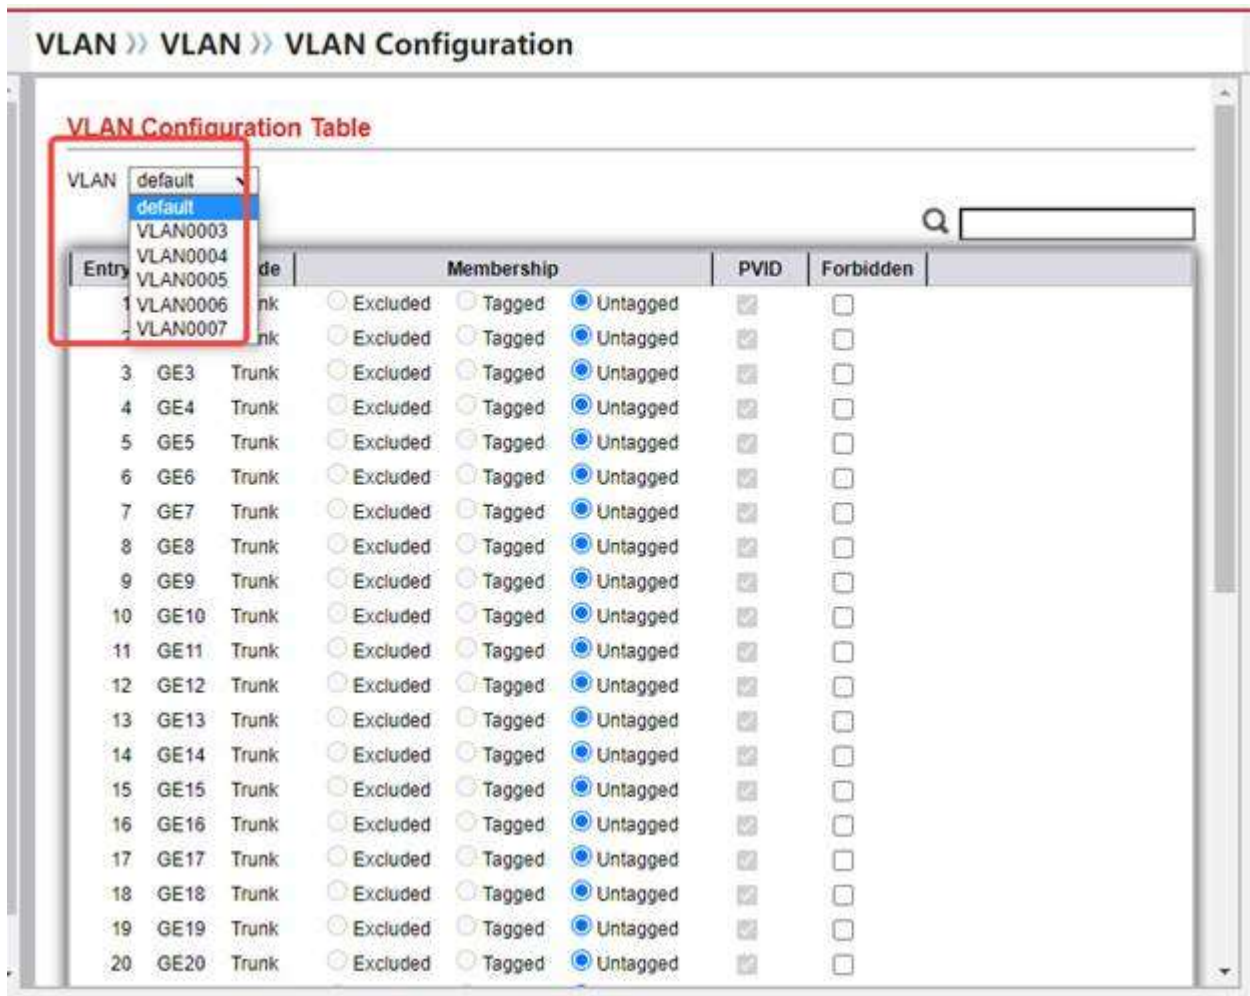 VLAN » VLAN » VLAN Configuration
VLAN Configuration Table
VLAN default
default
VLAN0003
VLAN0004
VLAN0005
VLAN0006
VLAN0007
Entry de Membership PVID Forbidden
1 nk Excluded Tagged Untagged
2 nk Excluded Tagged Untagged
3 GE3 Trunk Excluded Tagged Untagged
4 GE4 Trunk Excluded Tagged Untagged
5 GE5 Trunk Excluded Tagged Untagged
6 GE6 Trunk Excluded Tagged Untagged
7 GE7 Trunk Excluded Tagged Untagged
8 GE8 Trunk Excluded Tagged Untagged
9 GE9 Trunk Excluded Tagged Untagged
10 GE10 Trunk Excluded Tagged Untagged
11 GE11 Trunk Excluded Tagged Untagged
12 GE12 Trunk Excluded Tagged Untagged
13 GE13 Trunk Excluded Tagged Untagged
14 GE14 Trunk Excluded Tagged Untagged
15 GE15 Trunk Excluded Tagged Untagged
16 GE16 Trunk Excluded Tagged Untagged
17 GE17 Trunk Excluded Tagged Untagged
18 GE18 Trunk Excluded Tagged Untagged
19 GE19 Trunk Excluded Tagged Untagged
20 GE20 Trunk Excluded Tagged Untagged